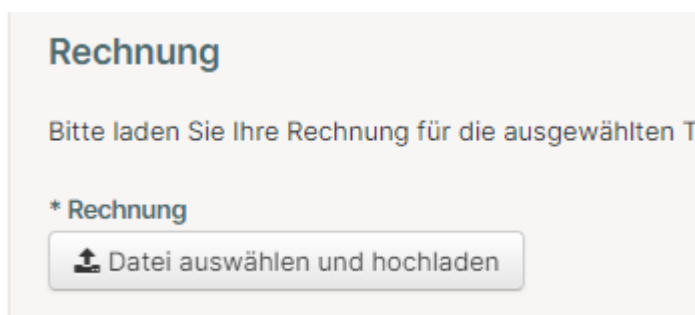 Rechnung
Bitte laden Sie Ihre Rechnung für die ausgewählten
* Rechnung
Datei auswählen und hochladen